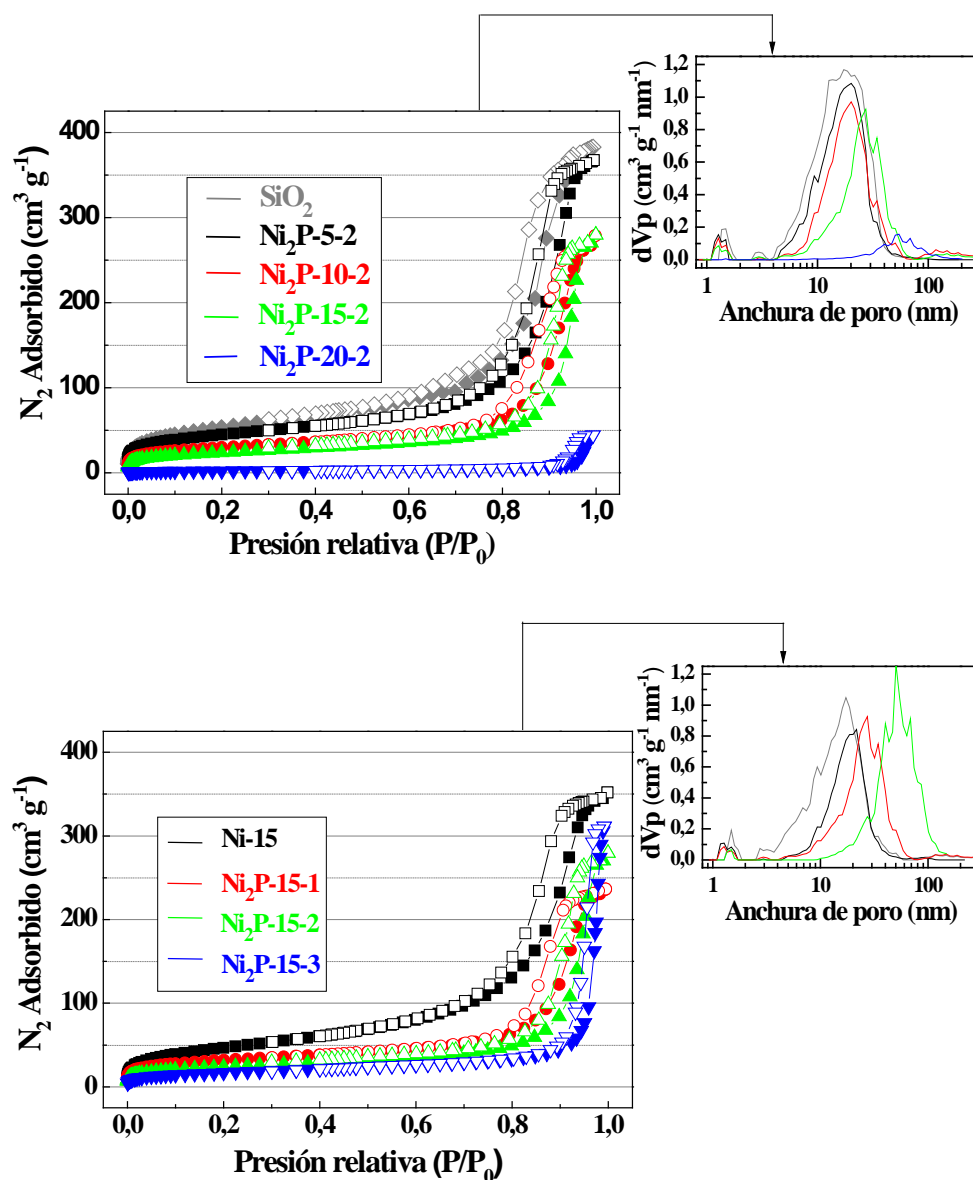 400
300
200
100
0
N₂ Adsorbido (cm³ g⁻¹)
SiO₂
Ni₂P-5-2
Ni₂P-10-2
Ni₂P-15-2
Ni₂P-20-2
0,0 0,2 0,4 0,6 0,8 1,0
Presión relativa (P/P₀)
1,2
1,0
0,8
0,6
0,4
0,2
0,0
dVp (cm³ g⁻¹ nm⁻¹)
1 10 100
Anchura de poro (nm)
400
300
200
100
0
N₂ Adsorbido (cm³ g⁻¹)
Ni-15
Ni₂P-15-1
Ni₂P-15-2
Ni₂P-15-3
0,0 0,2 0,4 0,6 0,8 1,0
Presión relativa (P/P₀)
1,2
1,0
0,8
0,6
0,4
0,2
0,0
dVp (cm³ g⁻¹ nm⁻¹)
1 10 100
Anchura de poro (nm)